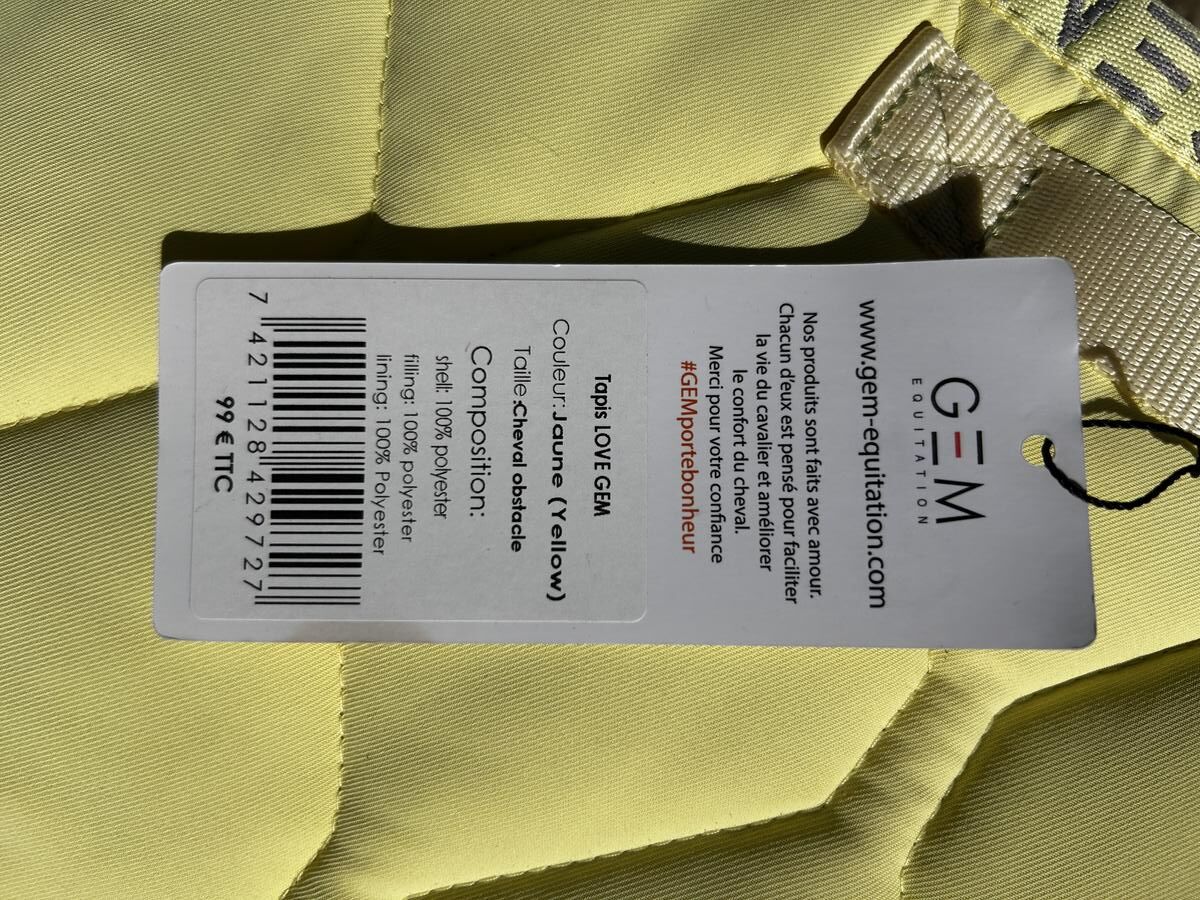 GEM
EQUITATION
www.gem-equitation.com
Nos produits sont faits avec amour.
Chacun d'eux est pensé pour faciliter
la vie du cavalier et améliorer
le confort du cheval.
Merci pour votre confiance
#GEMportebonheur
Tapis LOVE GEM
Couleur:Jaune (Yellow)
Taille:Cheval obstacle
Composition:
shell: 100% polyester
filling: 100% polyester
lining: 100% Polyester
7 421128 429727
99 € TTC